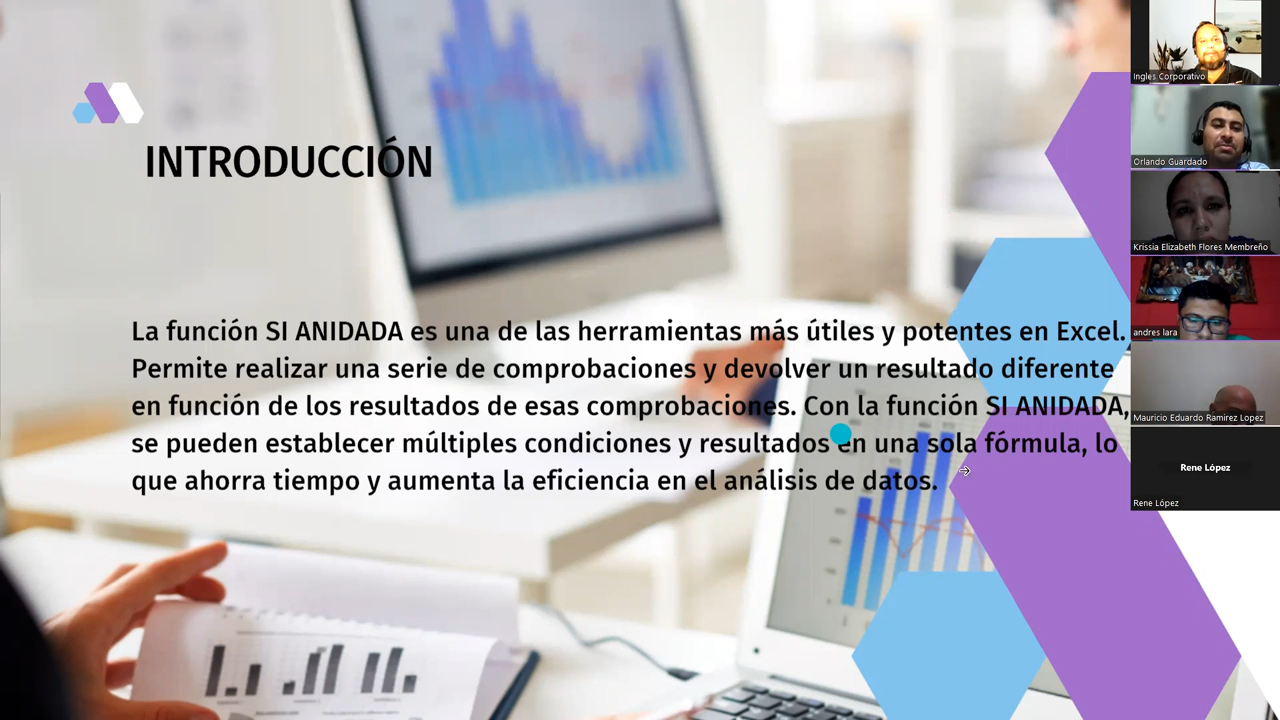 INTRODUCCIÓN
La función SI ANIDADA es una de las herramientas más útiles y potentes en Excel.
Permite realizar una serie de comprobaciones y devolver un resultado diferente
en función de los resultados de esas comprobaciones. Con la función SI ANIDADA,
se pueden establecer múltiples condiciones y resultados en una sola fórmula, lo
que ahorra tiempo y aumenta la eficiencia en el análisis de datos.
Ingles Corporativo
Orlando Guardado
Krissia Elizabeth Flores Membreño
andres lara
Mauricio Eduardo Ramirez Lopez
Rene López
Rene López